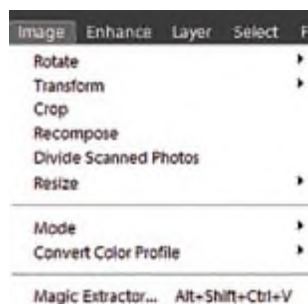 Image Enhance Layer Select F
Rotate
Transform
Crop
Recompose
Divide Scanned Photos
Resize
Mode
Convert Color Profile
Magic Extractor... Alt+Shift+Ctrl+V